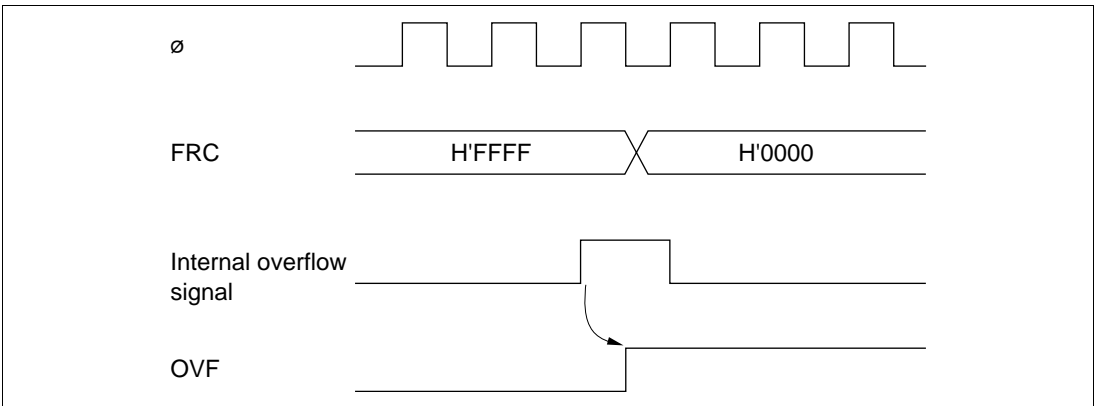 ø
FRC
H'FFFF
H'0000
Internal overflow
signal
OVF